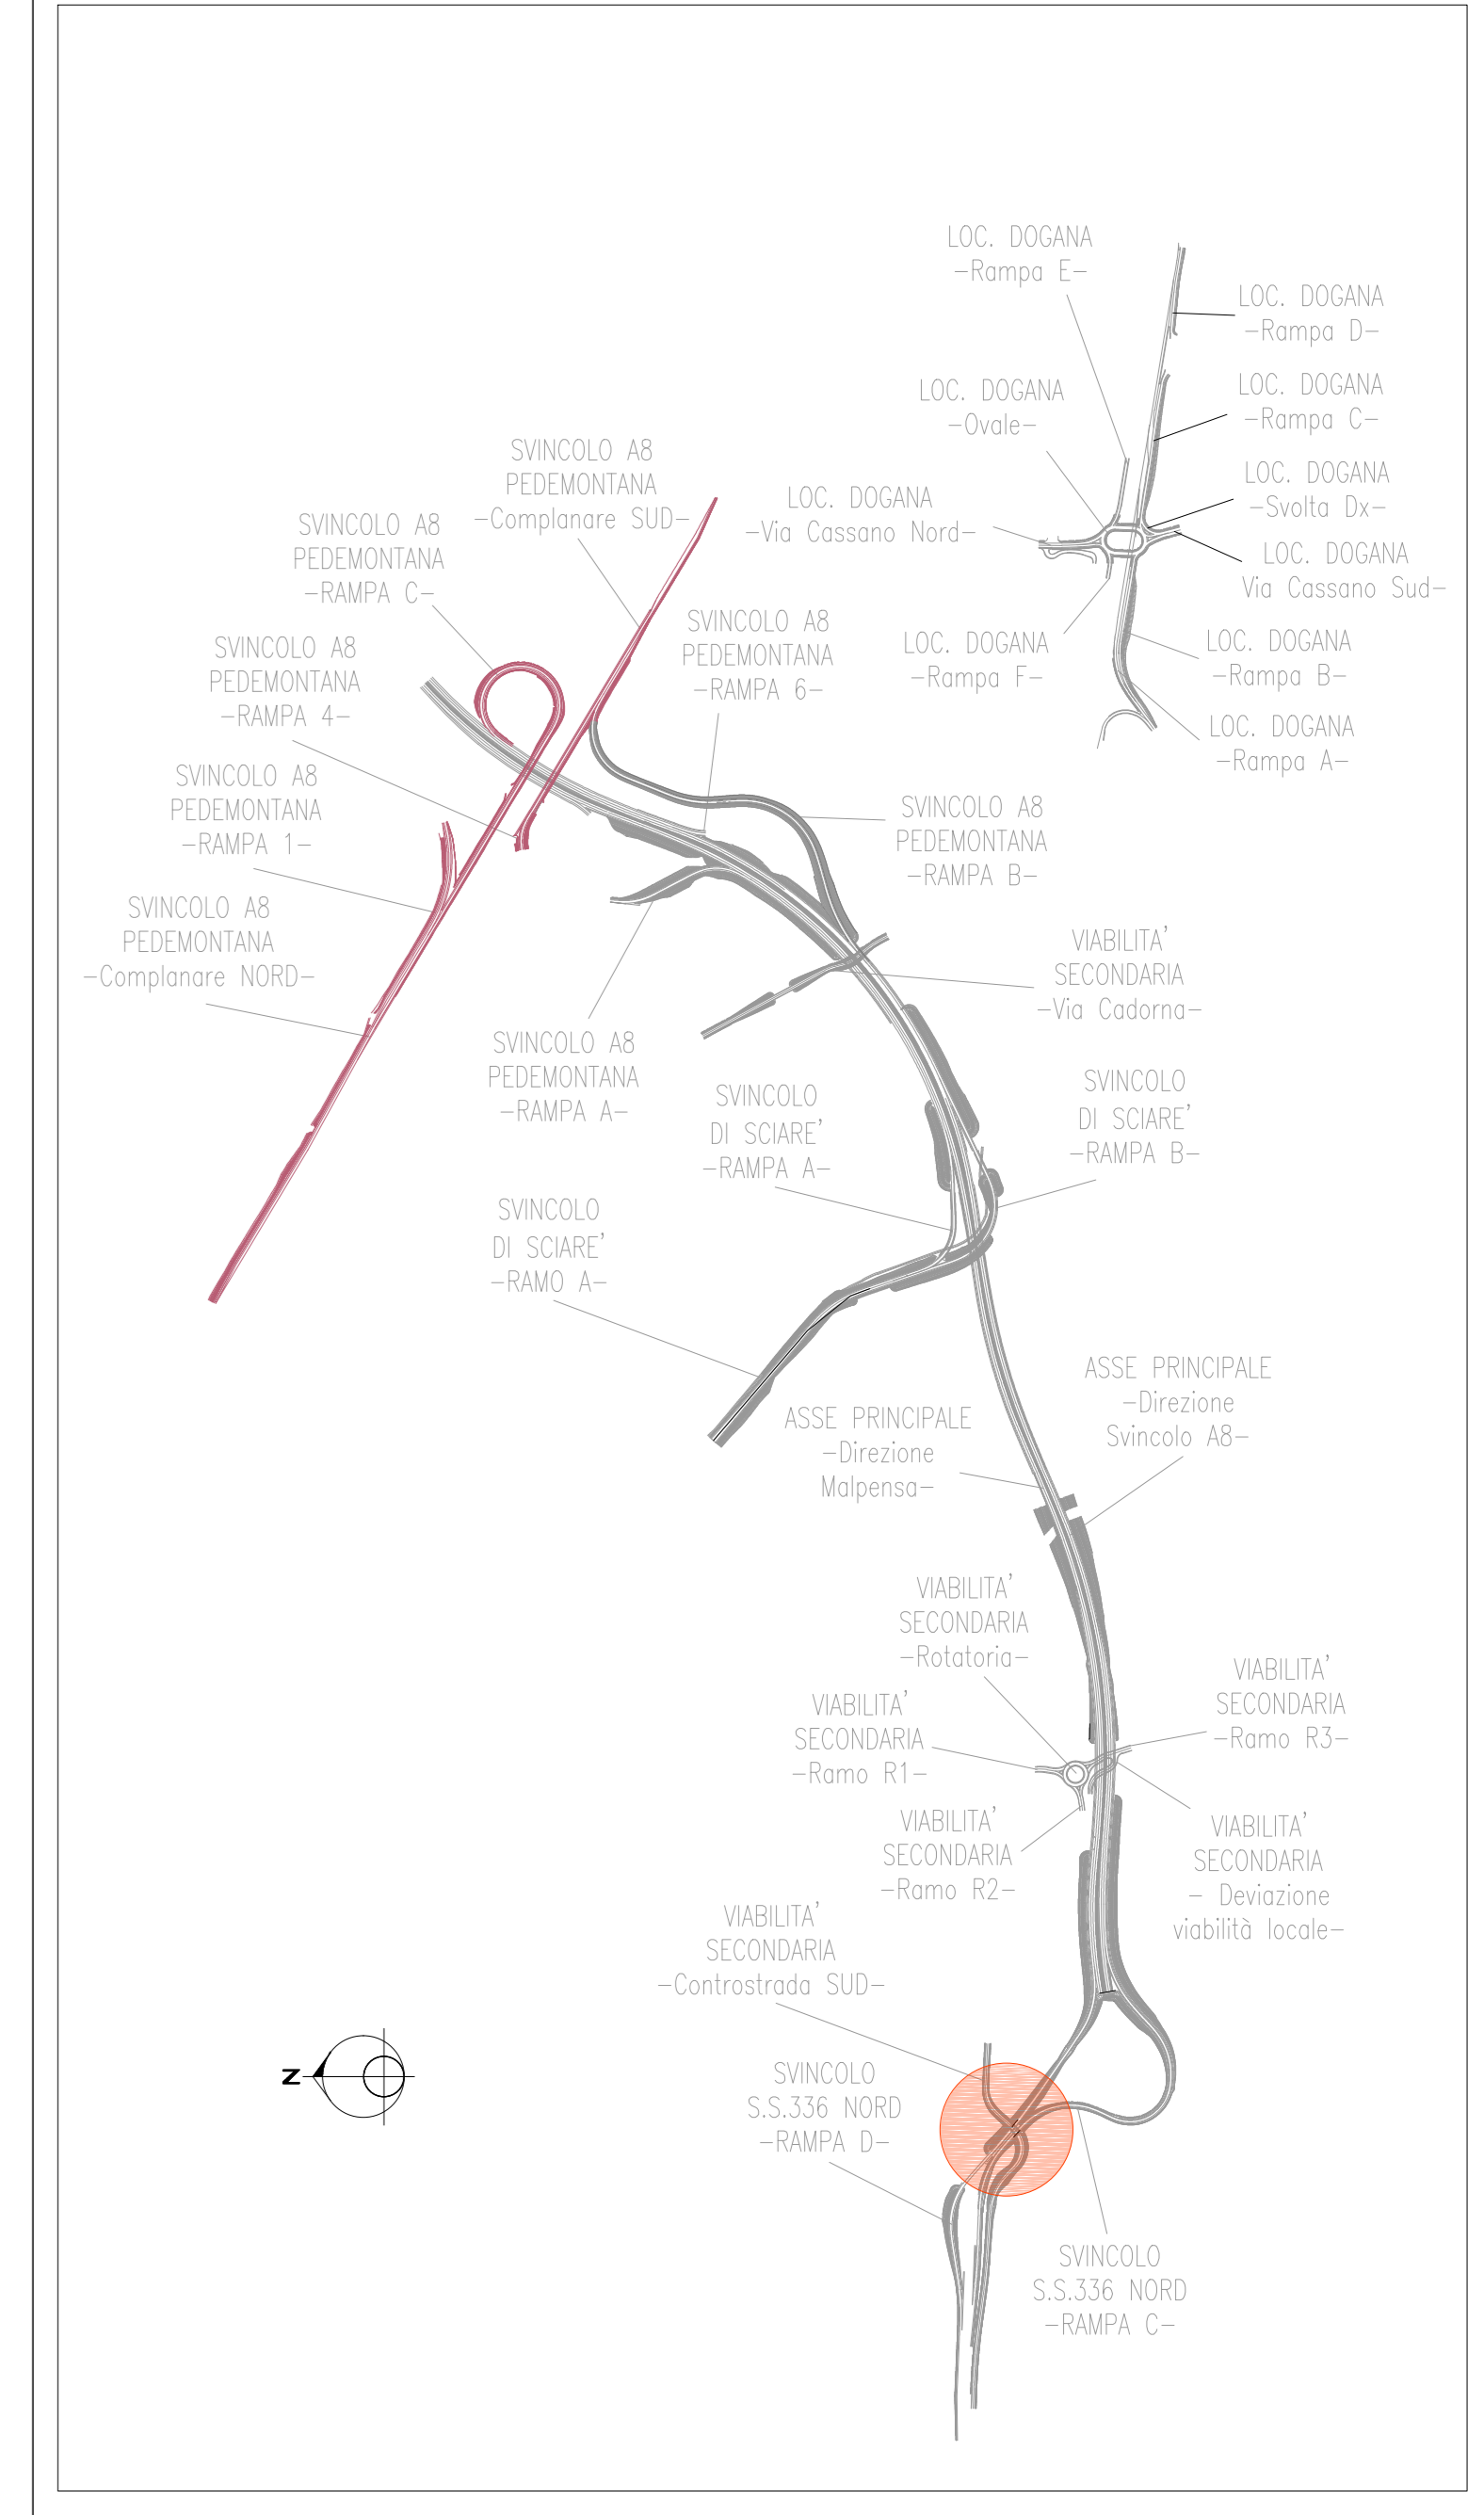 LOC. DOGANA
-Rampa E-
LOC. DOGANA
-Rampa D-
LOC. DOGANA
-Ovale-
LOC. DOGANA
-Rampa C-
SVINCOLO A8
PEDEMONTANA
-Complanare SUD-
LOC. DOGANA
-Via Cassano Nord-
LOC. DOGANA
-Svolta Dx-
SVINCOLO A8
PEDEMONTANA
-RAMPA C-
LOC. DOGANA
Via Cassano Sud-
SVINCOLO A8
PEDEMONTANA
-RAMPA 6-
LOC. DOGANA
-Rampa F-
LOC. DOGANA
-Rampa B-
SVINCOLO A8
PEDEMONTANA
-RAMPA 4-
LOC. DOGANA
-Rampa A-
SVINCOLO A8
PEDEMONTANA
-RAMPA 1-
SVINCOLO A8
PEDEMONTANA
-RAMPA B-
SVINCOLO A8
PEDEMONTANA
-Complanare NORD-
VIABILITA'
SECONDARIA
-Via Cadorna-
SVINCOLO A8
PEDEMONTANA
-RAMPA A-
SVINCOLO
DI SCIARE'
-RAMPA A-
SVINCOLO
DI SCIARE'
-RAMPA B-
SVINCOLO
DI SCIARE'
-RAMO A-
ASSE PRINCIPALE
-Direzione
Svincolo A8-
ASSE PRINCIPALE
-Direzione
Malpensa-
VIABILITA'
SECONDARIA
-Rotatoria-
VIABILITA'
SECONDARIA
-Ramo R3-
VIABILITA'
SECONDARIA
-Ramo R1-
VIABILITA'
SECONDARIA
-Ramo R2-
VIABILITA'
SECONDARIA
- Deviazione
viabilità locale-
VIABILITA'
SECONDARIA
-Controstrada SUD-
N
SVINCOLO
S.S.336 NORD
-RAMPA D-
SVINCOLO
S.S.336 NORD
-RAMPA C-